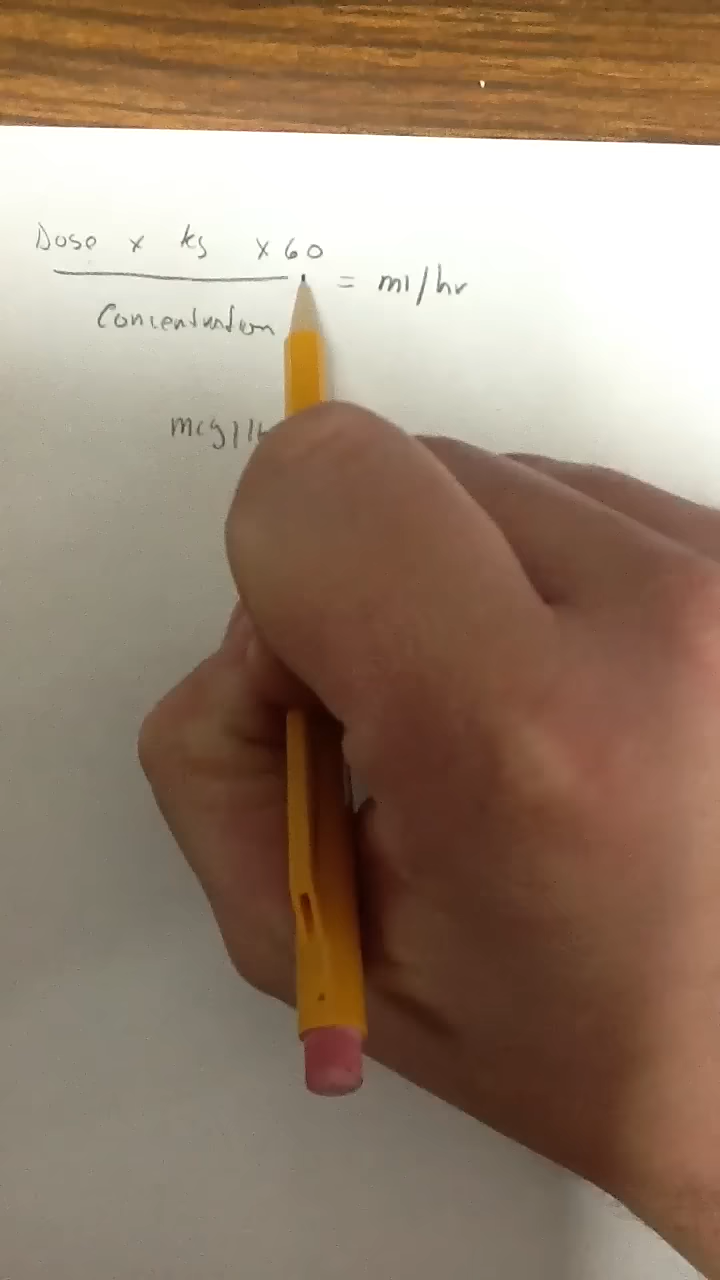 Dose x kg x 60
= ml/hr
Concentration